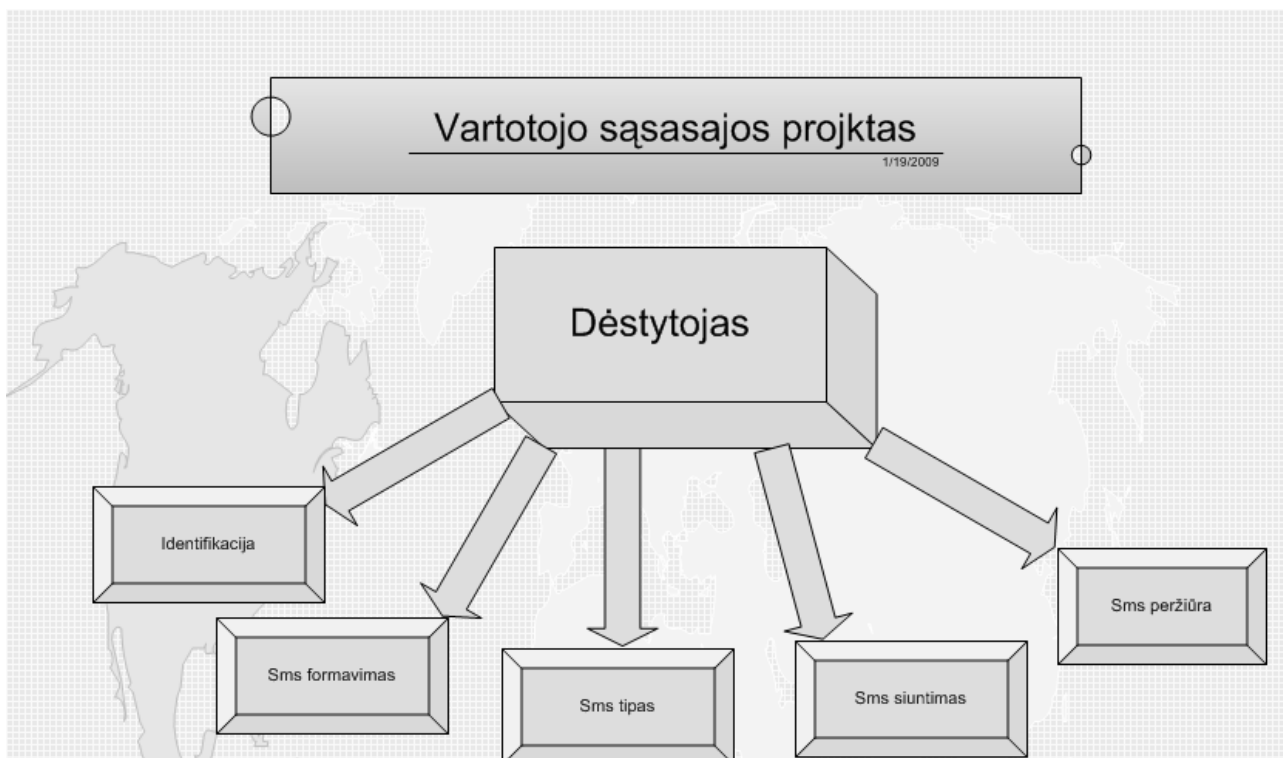 Vartotojo sąsasajos projktas
1/19/2009
Dėstytojas
Identifikacija
Sms formavimas
Sms tipas
Sms siuntimas
Sms peržiūra